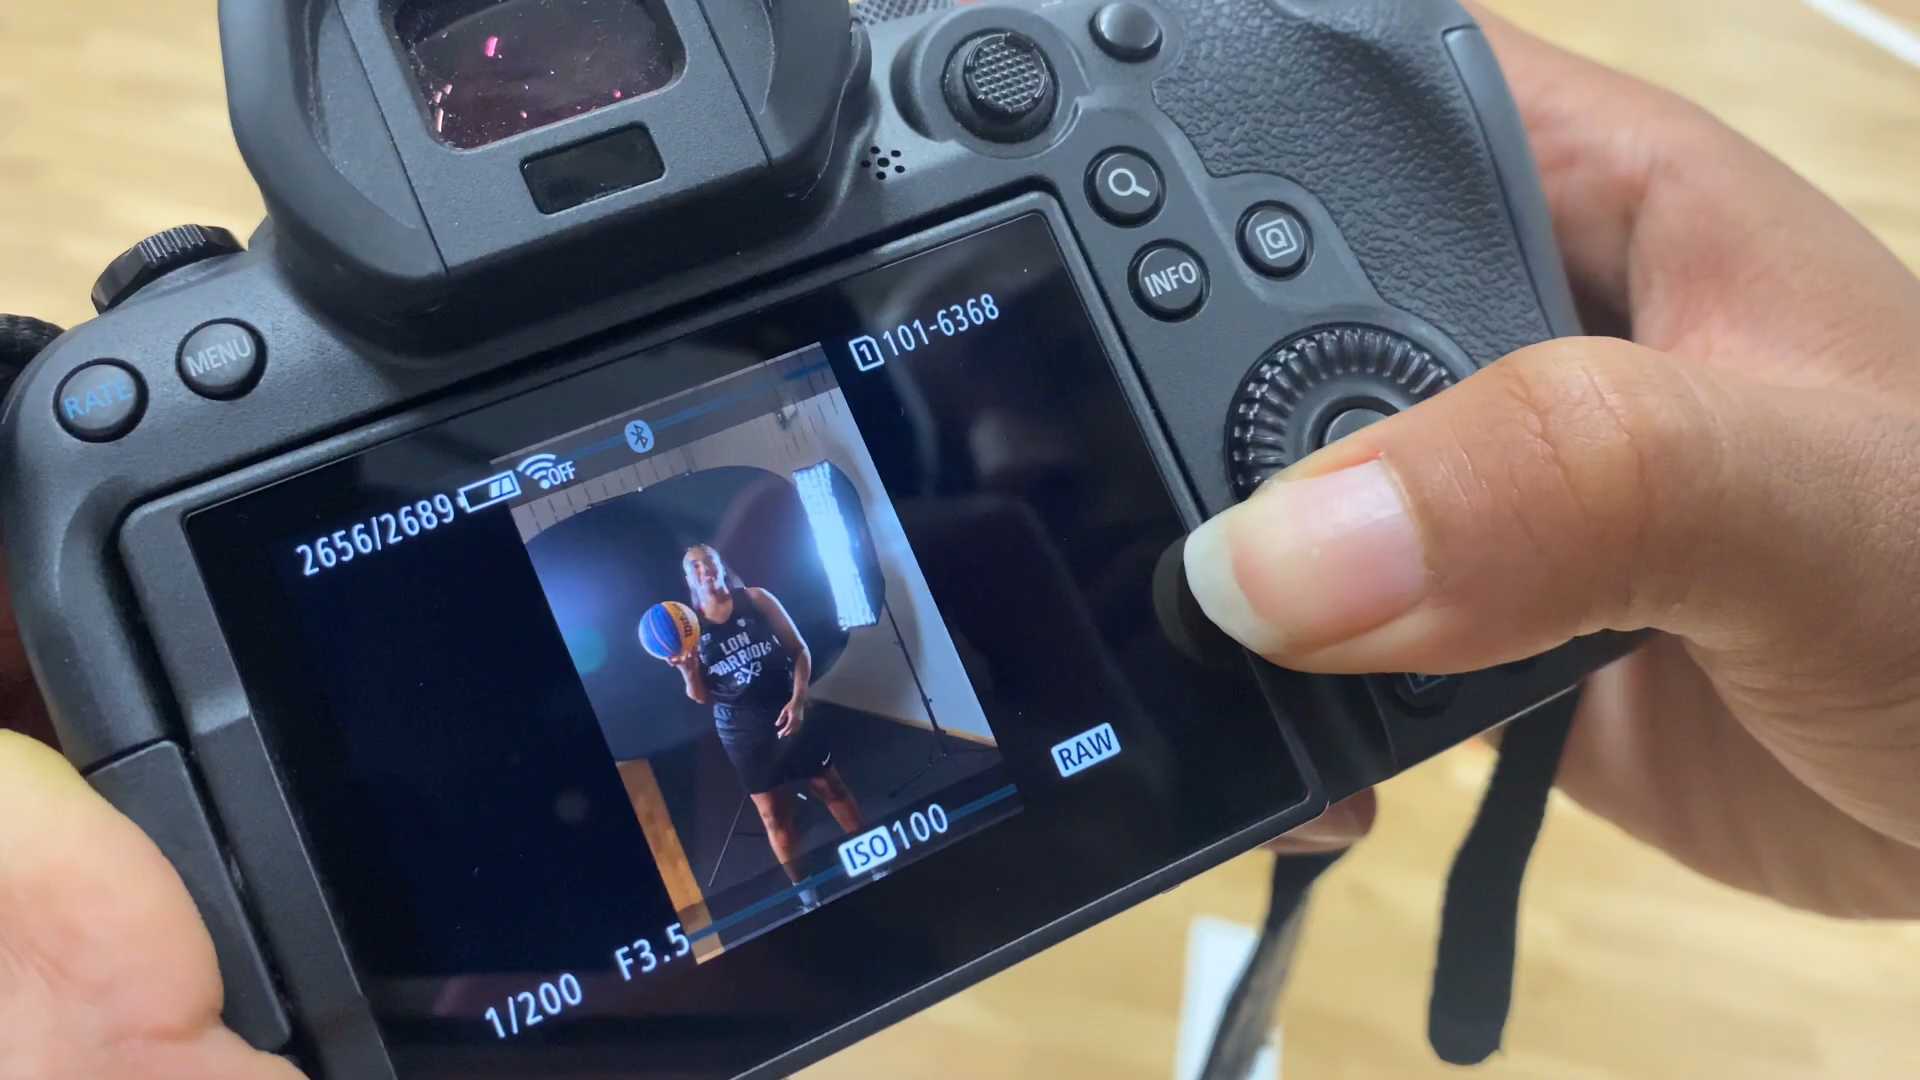 Q
INFO
MENU
RATE
1 101-6368
2656/2689 OFF
Wilson
LON
WARRIORS
3X3
RAW
ISO 100
1/200 F3.5